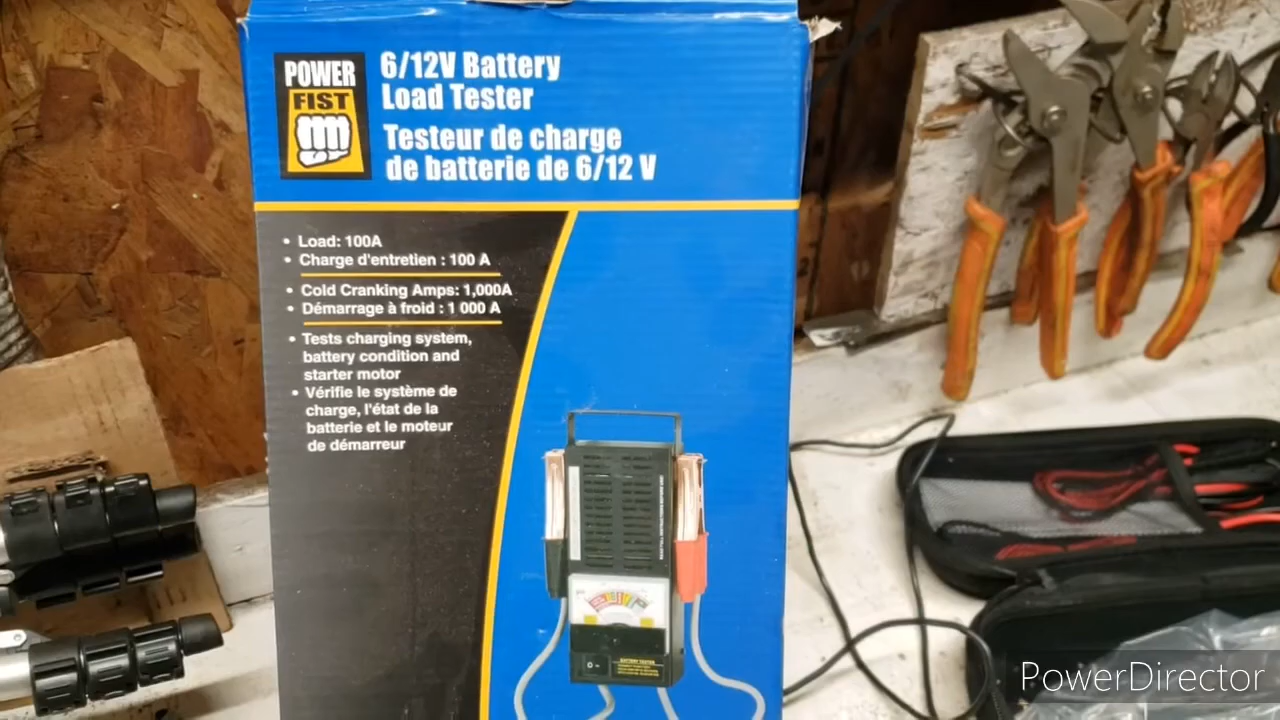 POWER
FIST
6/12V Battery
Load Tester
Testeur de charge
de batterie de 6/12 V
• Load: 100A
• Charge d'entretien : 100 A
• Cold Cranking Amps: 1,000A
• Démarrage à froid : 1 000 A
• Tests charging system,
battery condition and
starter motor
• Vérifie le système de
charge, l'état de la
batterie et le moteur
de démarreur
BATTERY TESTER
PowerDirector